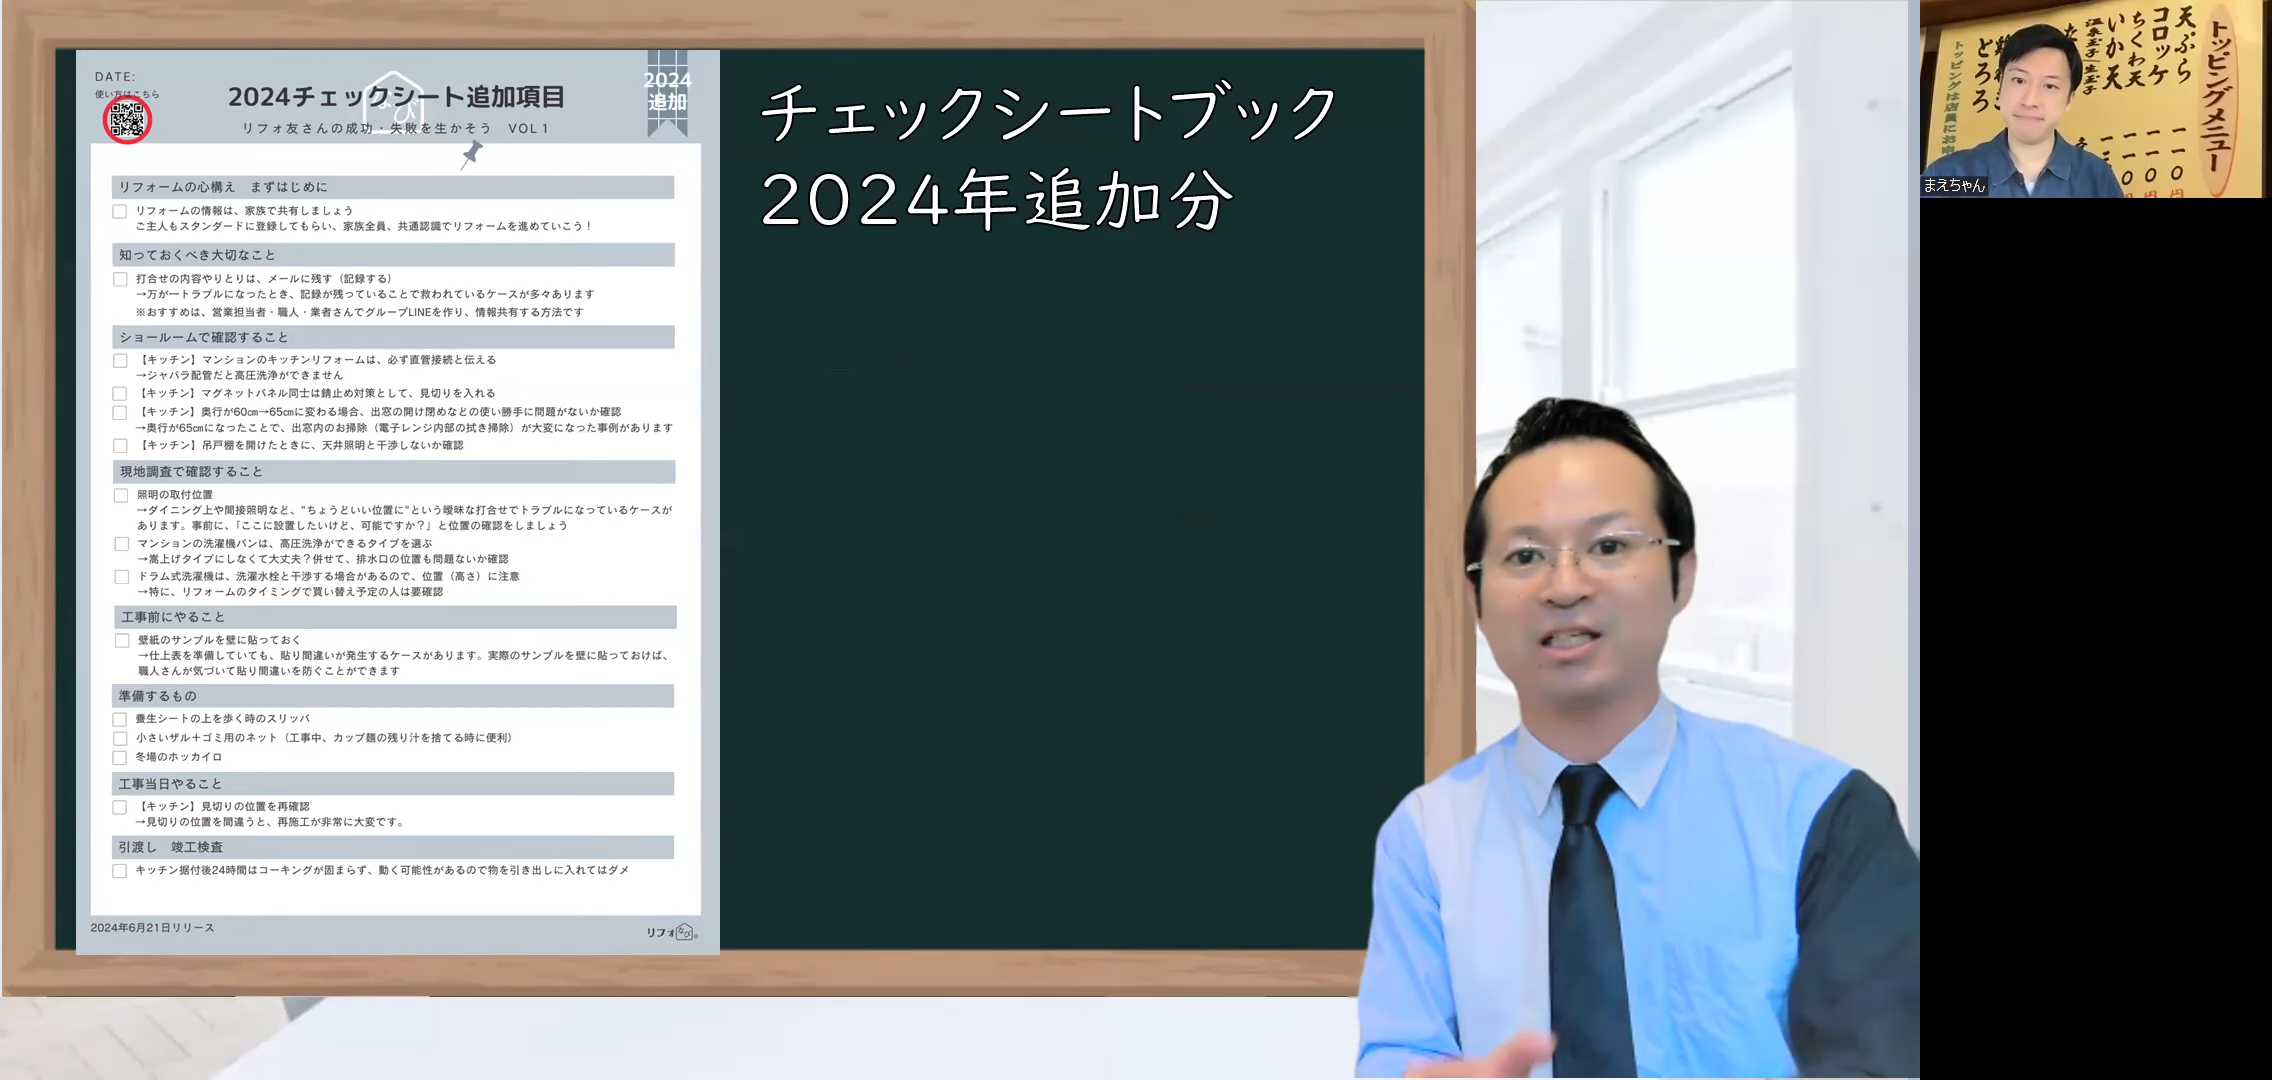 DATE:
使い方はこちら
2024チェックシート追加項目
リフォ友さんの成功・失敗を生かそう VOL1
2024
追加
リフォームの心構え まずはじめに
リフォームの情報は、家族で共有しましょう
ご主人もスタンダードに登録してもらい、家族全員、共通認識でリフォームを進めていこう！
知っておくべき大切なこと
打合せの内容やりとりは、メールに残す（記録する）
→万が一トラブルになったとき、記録が残っていることで救われているケースが多々あります
※おすすめは、営業担当者・職人・業者さんでグループLINEを作り、情報共有する方法です
ショールームで確認すること
【キッチン】マンションのキッチンリフォームは、必ず直管接続と伝える
→ジャバラ配管だと高圧洗浄ができません
【キッチン】マグネットパネル同士は錆止め対策として、見切りを入れる
【キッチン】奥行が60㎝→65㎝に変わる場合、出窓の開け閉めなどの使い勝手に問題がないか確認
→奥行が65㎝になったことで、出窓内のお掃除（電子レンジ内部の拭き掃除）が大変になった事例があります
【キッチン】吊戸棚を開けたときに、天井照明と干渉しないか確認
現地調査で確認すること
照明の取付位置
→ダイニング上や間接照明など、"ちょうどいい位置に"という曖昧な打合せでトラブルになっているケースが
あります。事前に、「ここに設置したいけど、可能ですか？」と位置の確認をしましょう
マンションの洗濯機パンは、高圧洗浄ができるタイプを選ぶ
→嵩上げタイプにしなくて大丈夫？併せて、排水口の位置も問題ないか確認
ドラム式洗濯機は、洗濯水栓と干渉する場合があるので、位置（高さ）に注意
→特に、リフォームのタイミングで買い替え予定の人は要確認
工事前にやること
壁紙のサンプルを壁に貼っておく
→仕上表を準備していても、貼り間違いが発生するケースがあります。実際のサンプルを壁に貼っておけば、
職人さんが気づいて貼り間違いを防ぐことができます
準備するもの
養生シートの上を歩く時のスリッパ
小さいザル＋ゴミ用のネット（工事中、カップ麺の残り汁を捨てる時に便利）
冬場のホッカイロ
工事当日やること
【キッチン】見切りの位置を再確認
→見切りの位置を間違うと、再施工が非常に大変です。
引渡し 竣工検査
キッチン据付後24時間はコーキングが固まらず、動く可能性があるので物を引き出しに入れてはダメ
2024年6月21日リリース
リフォなび
チェックシートブック
2024年追加分
トッピングメニュー
天ぷら 一一〇円
コロッケ 一一〇円
ちくわ天 一一〇
いか天
温泉玉子/生玉子
とろろ
トッピングは店員にお申
まえちゃん